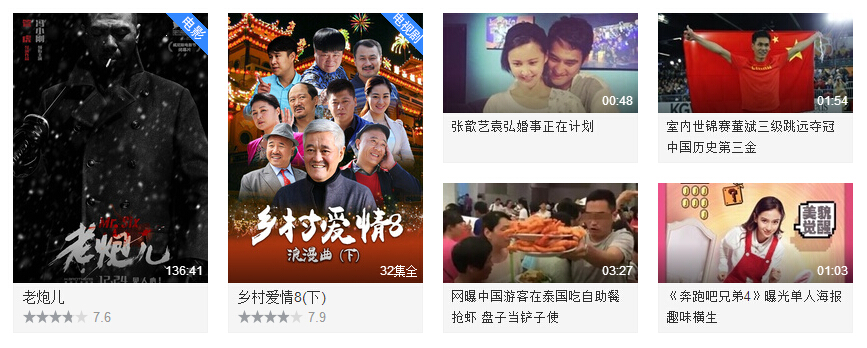 电影
老炮儿
136:41
老炮儿
7.6
电视剧
乡村爱情8
浪漫曲(下)
32集全
乡村爱情8(下)
7.9
00:48
张歆艺袁弘婚事正在计划
01:54
室内世锦赛董斌三级跳远夺冠
中国历史第三金
03:27
网曝中国游客在泰国吃自助餐
抢虾 盘子当铲子使
美貌
觉醒
01:03
《奔跑吧兄弟4》曝光单人海报
趣味横生